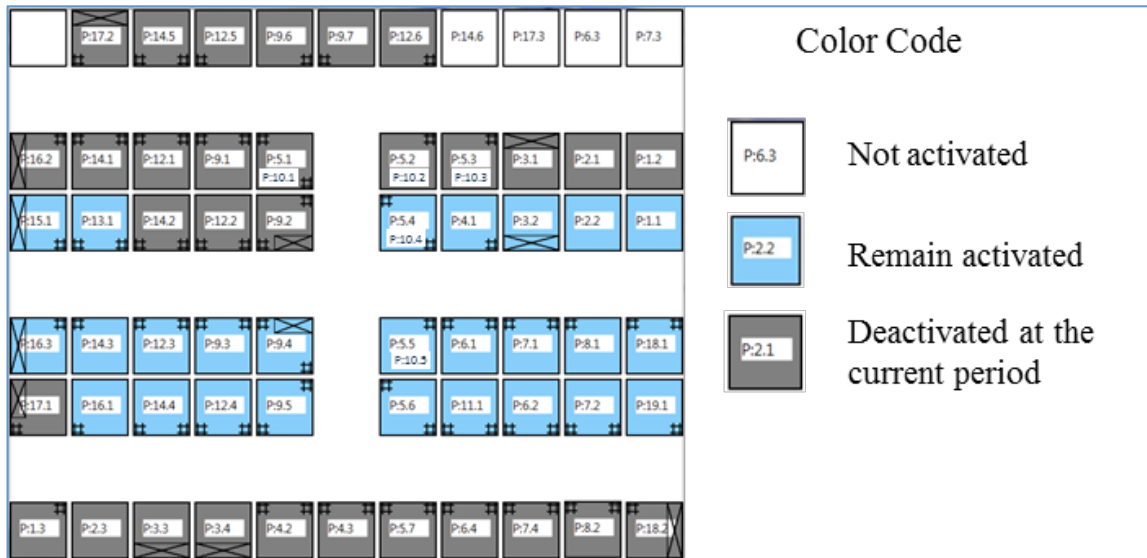 P:17.2 P:14.5 P:12.5 P:9.6 P:9.7 P:12.6 P:14.6 P:17.3 P:6.3 P:7.3
P:16.2 P:14.1 P:12.1 P:9.1 P:5.1 P:5.2 P:5.3 P:3.1 P:2.1 P:1.2
P:10.1 P:10.2 P:10.3
P:15.1 P:13.1 P:14.2 P:12.2 P:9.2 P:5.4 P:4.1 P:3.2 P:2.2 P:1.1
P:10.4
P:16.3 P:14.3 P:12.3 P:9.3 P:9.4 P:5.5 P:6.1 P:7.1 P:8.1 P:18.1
P:10.5
P:17.1 P:16.1 P:14.4 P:12.4 P:9.5 P:5.6 P:11.1 P:6.2 P:7.2 P:19.1
P:1.3 P:2.3 P:3.3 P:3.4 P:4.2 P:4.3 P:5.7 P:6.4 P:7.4 P:8.2 P:18.2
Color Code
P:6.3 Not activated
P:2.2 Remain activated
P:2.1 Deactivated at the
current period